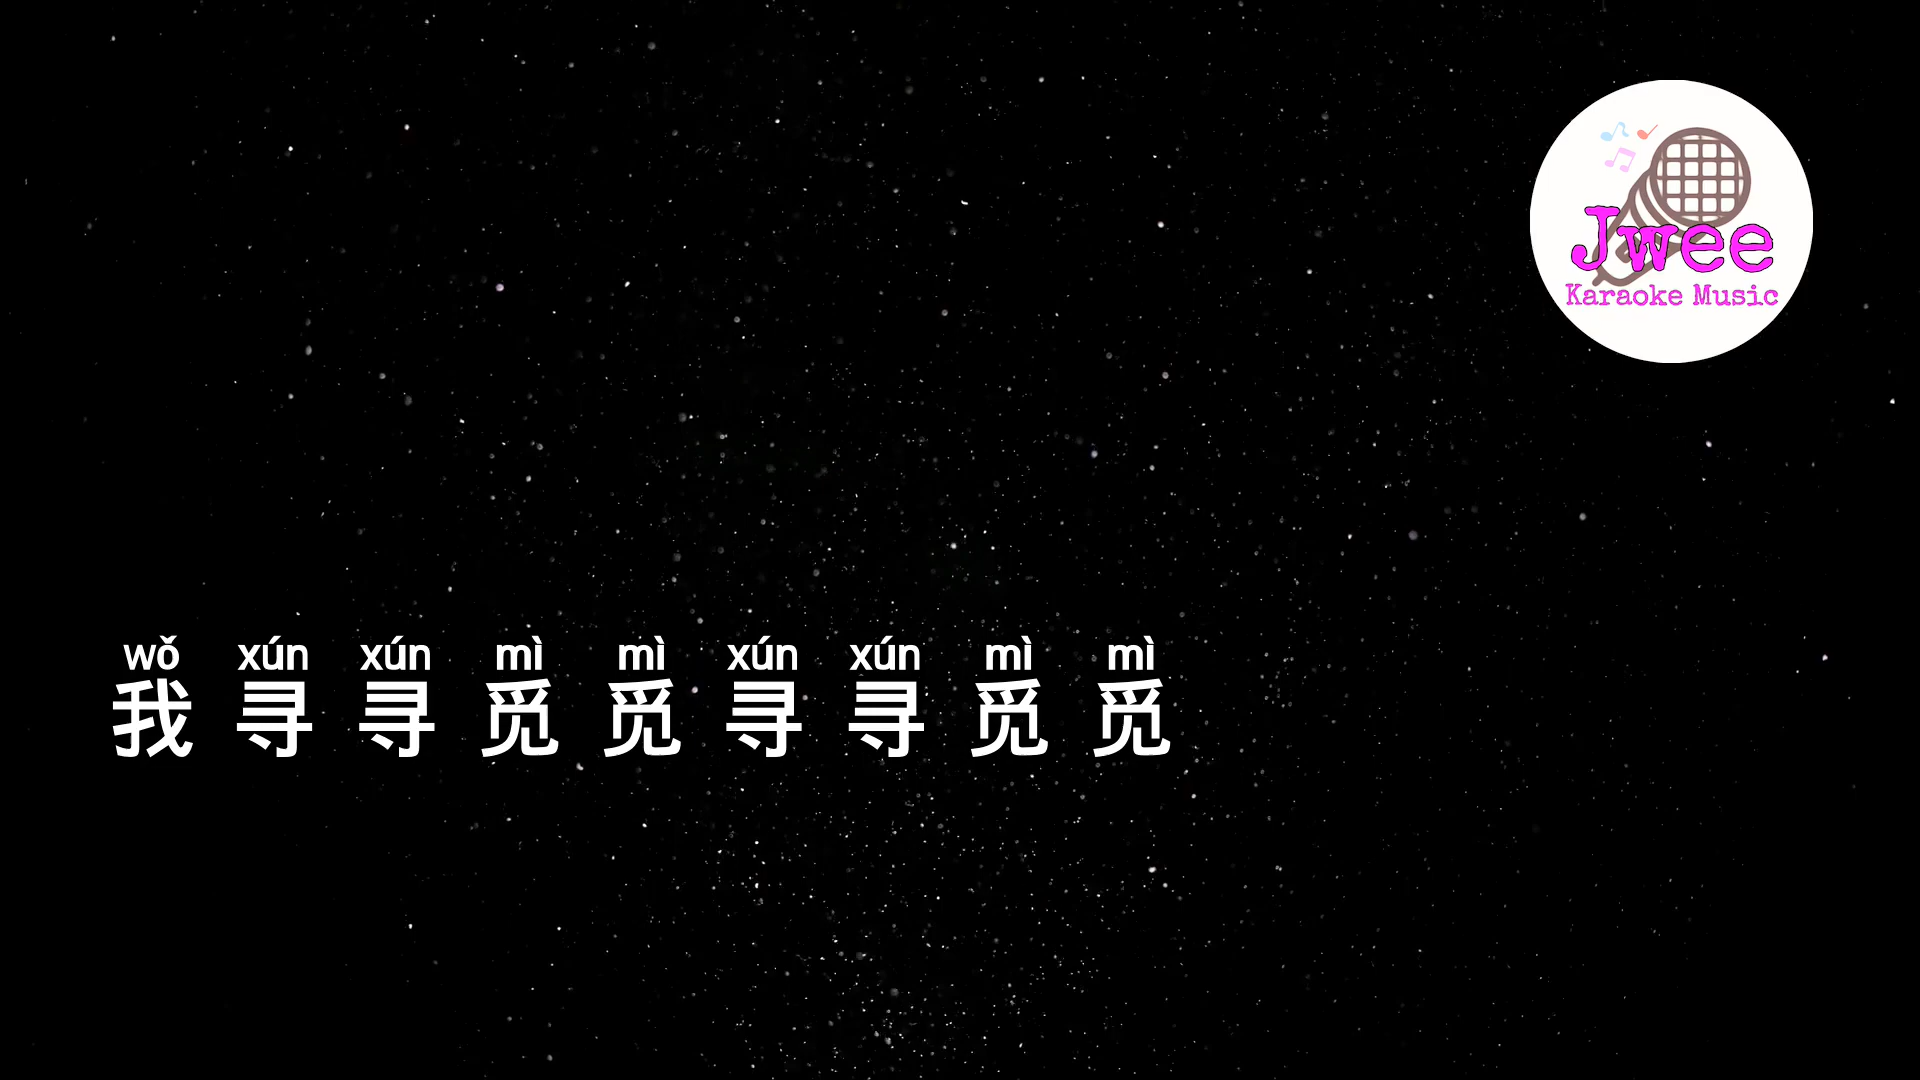 Jwee
Karaoke Music
wǒ xún xún mì mì xún xún mì mì
我 寻 寻 觅 觅 寻 寻 觅 觅